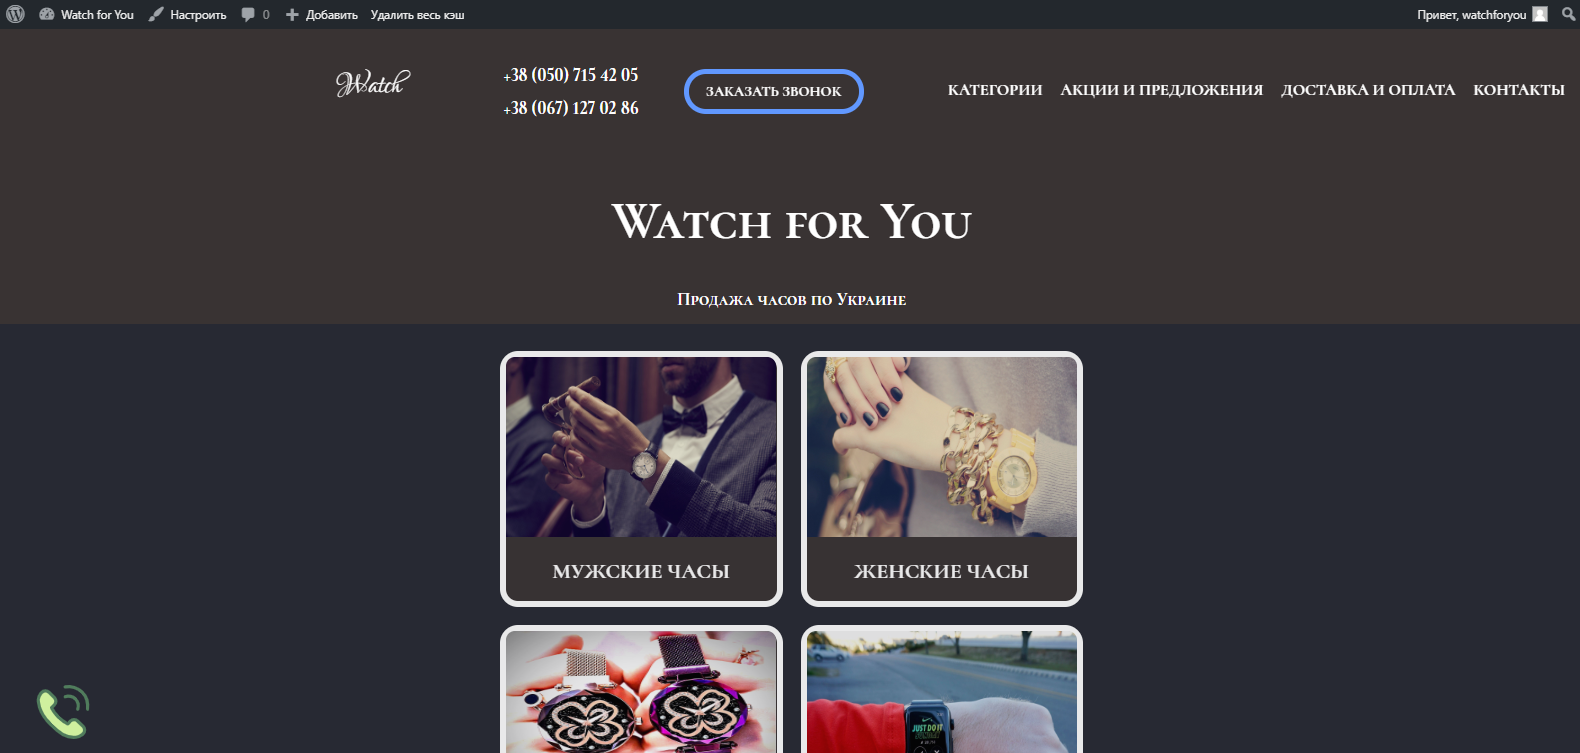 Watch for You
Настроить
0
Добавить
Удалить весь кэш
Привет, watchforyou
Watch
+38 (050) 715 42 05
+38 (067) 127 02 86
ЗАКАЗАТЬ ЗВОНОК
КАТЕГОРИИ
АКЦИИ И ПРЕДЛОЖЕНИЯ
ДОСТАВКА И ОПЛАТА
КОНТАКТЫ
Watch for You
Продажа часов по Украине
МУЖСКИЕ ЧАСЫ
ЖЕНСКИЕ ЧАСЫ
JUST DO IT